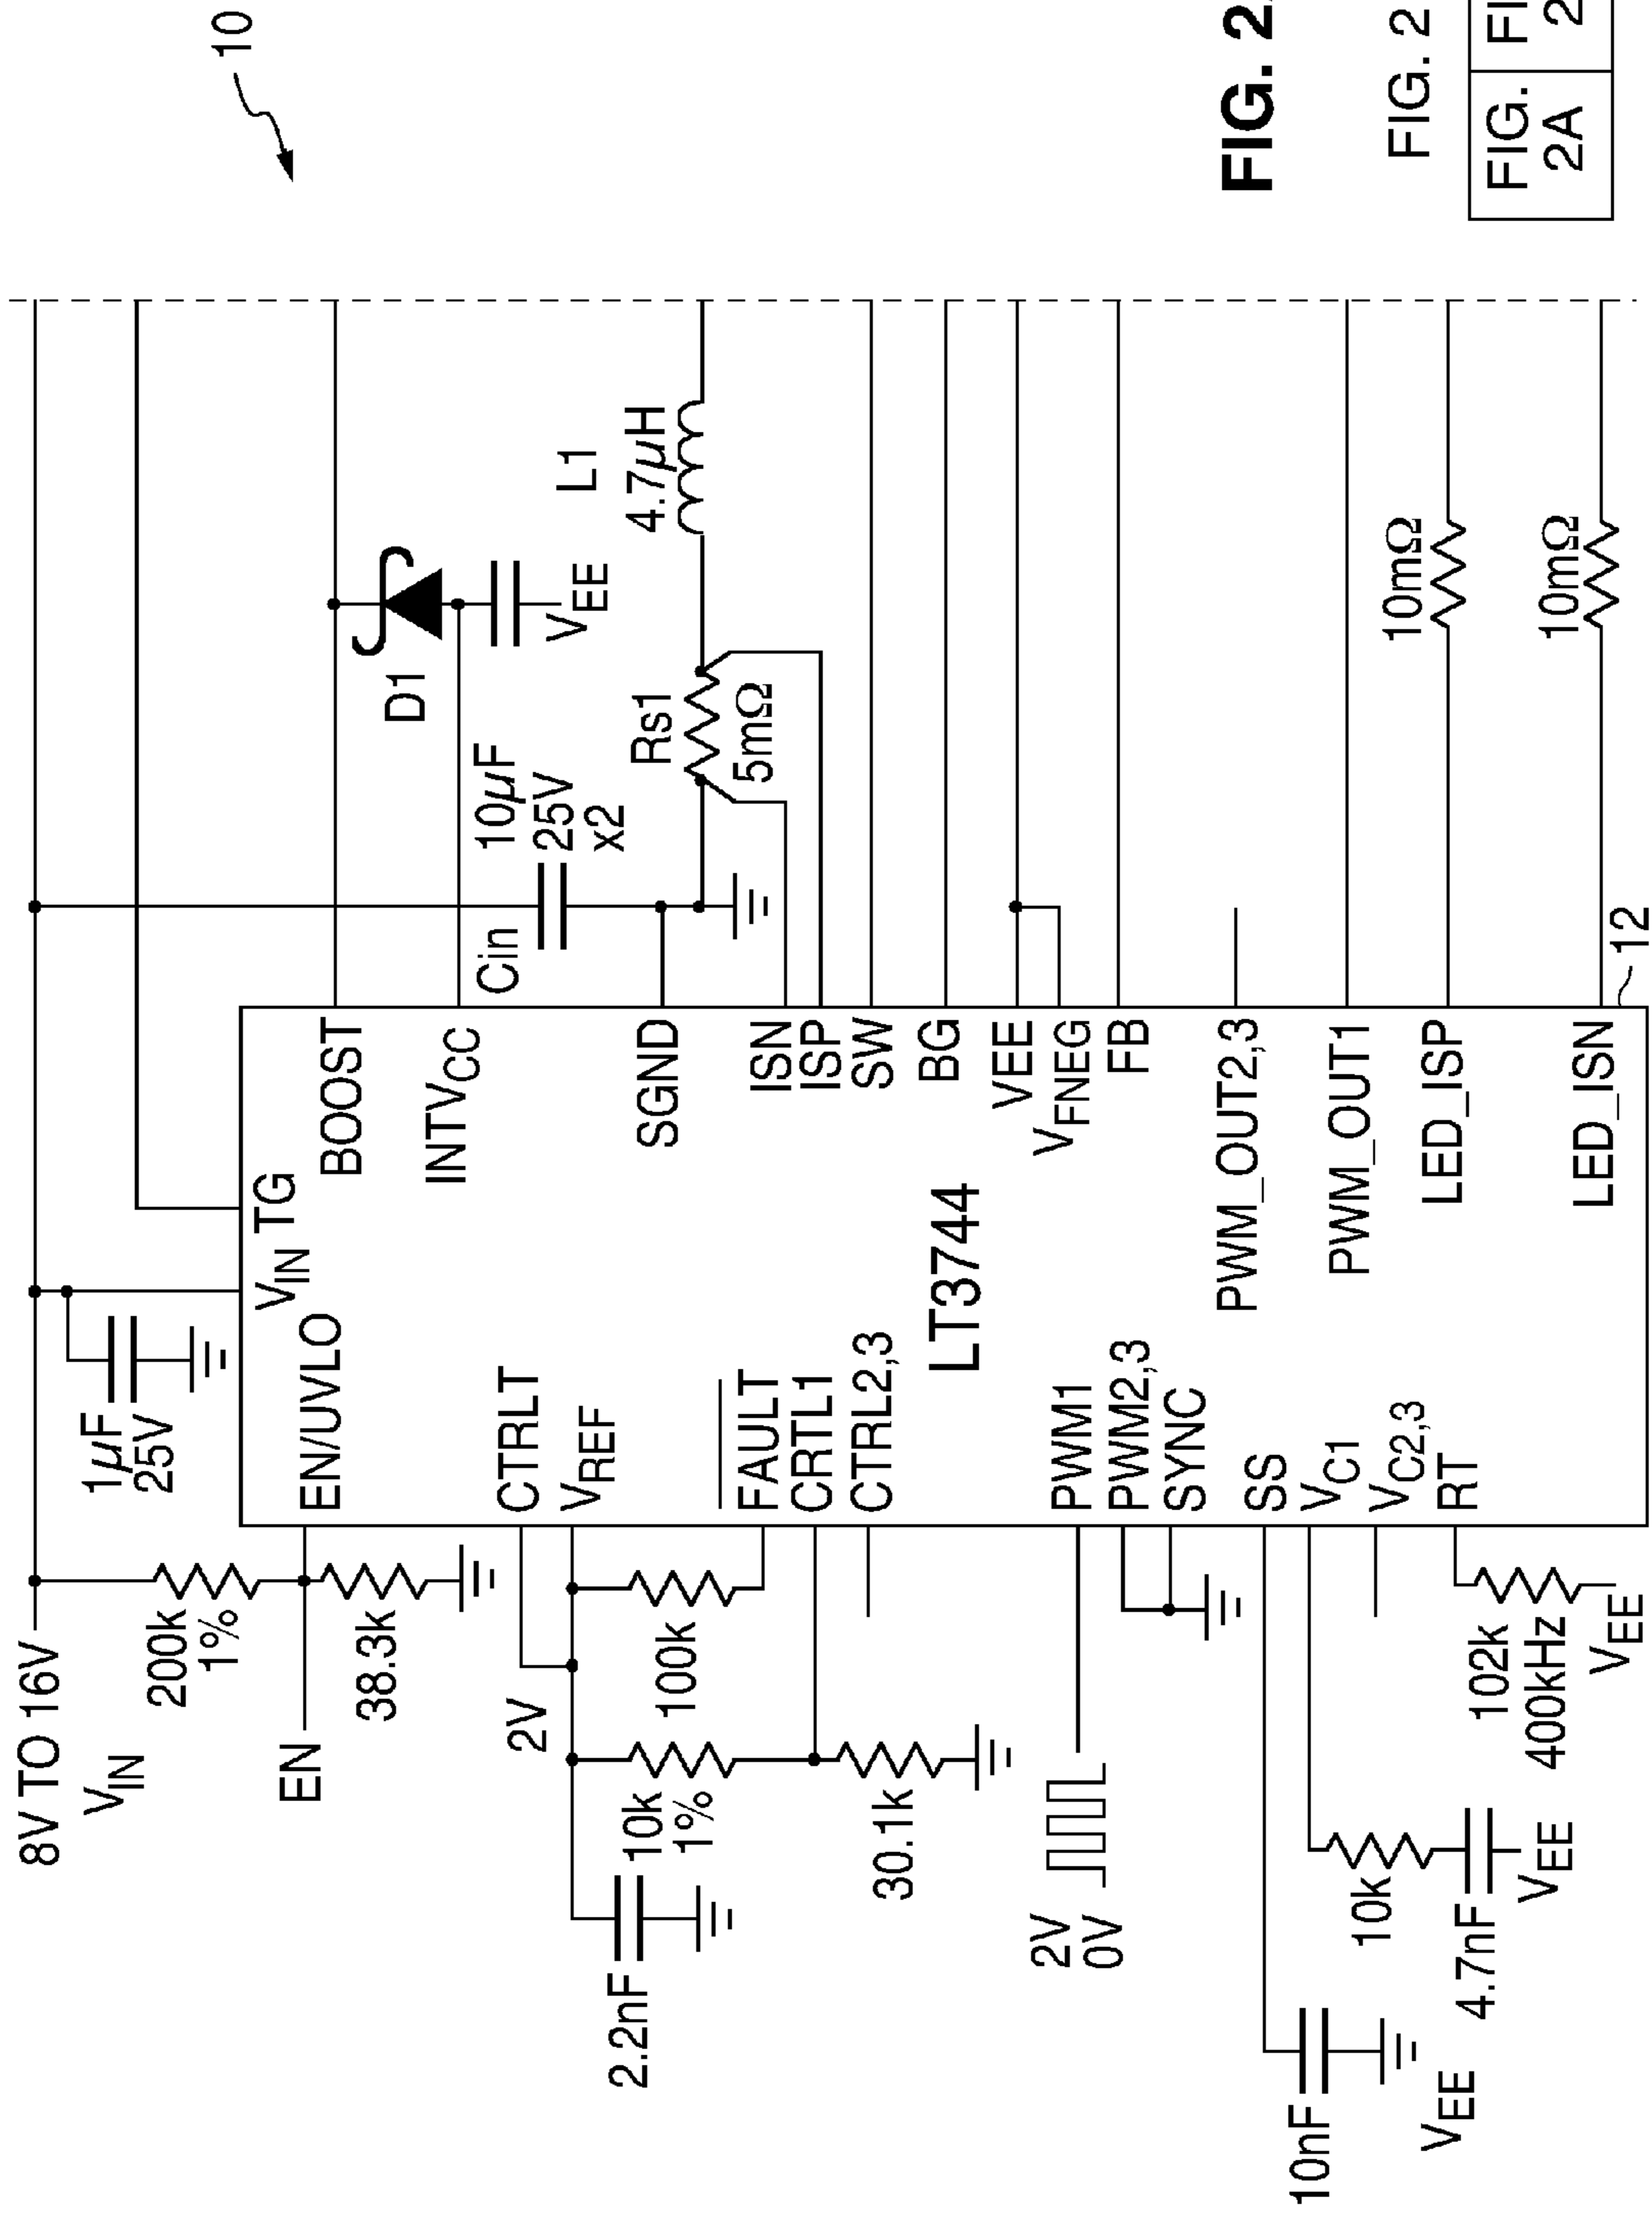 10
8V TO 16V
VIN
1µF
25V
200k
1%
EN
38.3k
VIN
TG
EN/UVLO
BOOST
D1
INTVCC
VEE
Cin
10µF
25V
x2
L1
4.7µH
Rs1
5mΩ
2V
CTRLT
VREF
SGND
100k
10k
1%
2.2nF
FAULT
CRTL1
CTRL2,3
30.1k
ISN
ISP
SW
BG
LT3744
VEE
VFNEG
FB
2V
0V
PWM1
PWM2,3
SYNC
PWM_OUT2,3
PWM_OUT1
SS
VC1
VC2,3
RT
10nF
VEE
10k
4.7nF
VEE
102k
400kHz
VEE
LED_ISP
10mΩ
LED_ISN
10mΩ
12
FIG. 2
FIG. 2
FIG.
2A